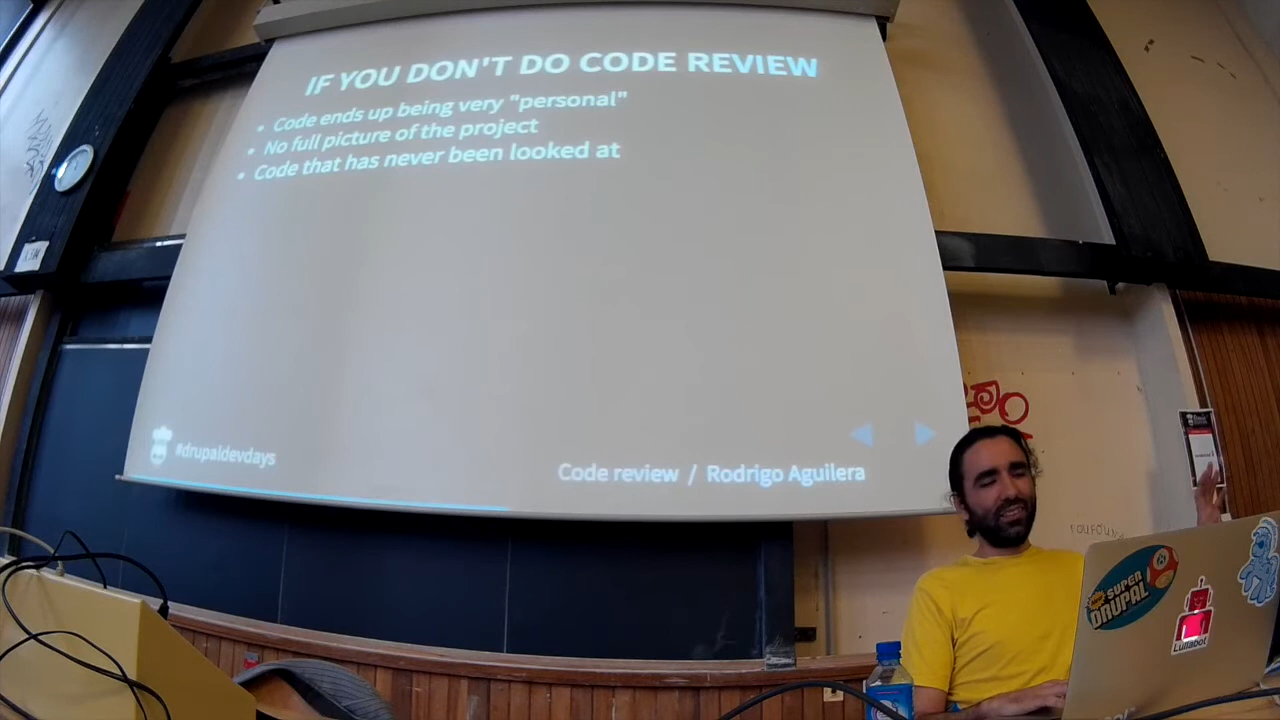 IF YOU DON'T DO CODE REVIEW
• Code ends up being very "personal"
• No full picture of the project
• Code that has never been looked at
#drupaldevdays
Code review / Rodrigo Aguilera
SUPER
DRUPAL
Lullabot